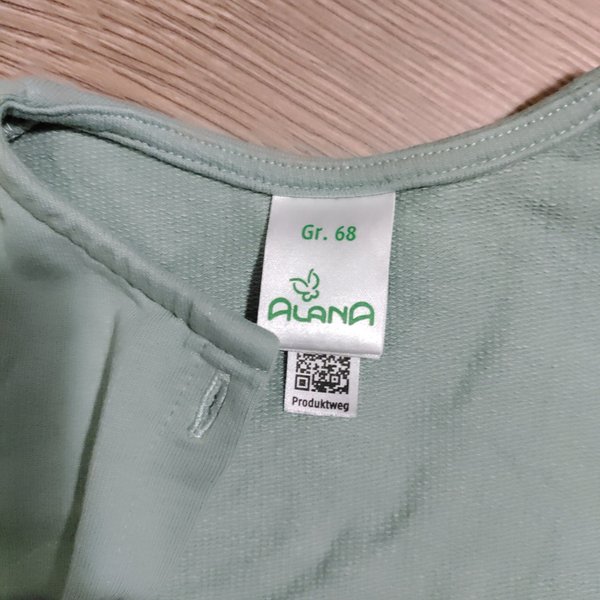 Gr. 68
ALANA
Produktweg